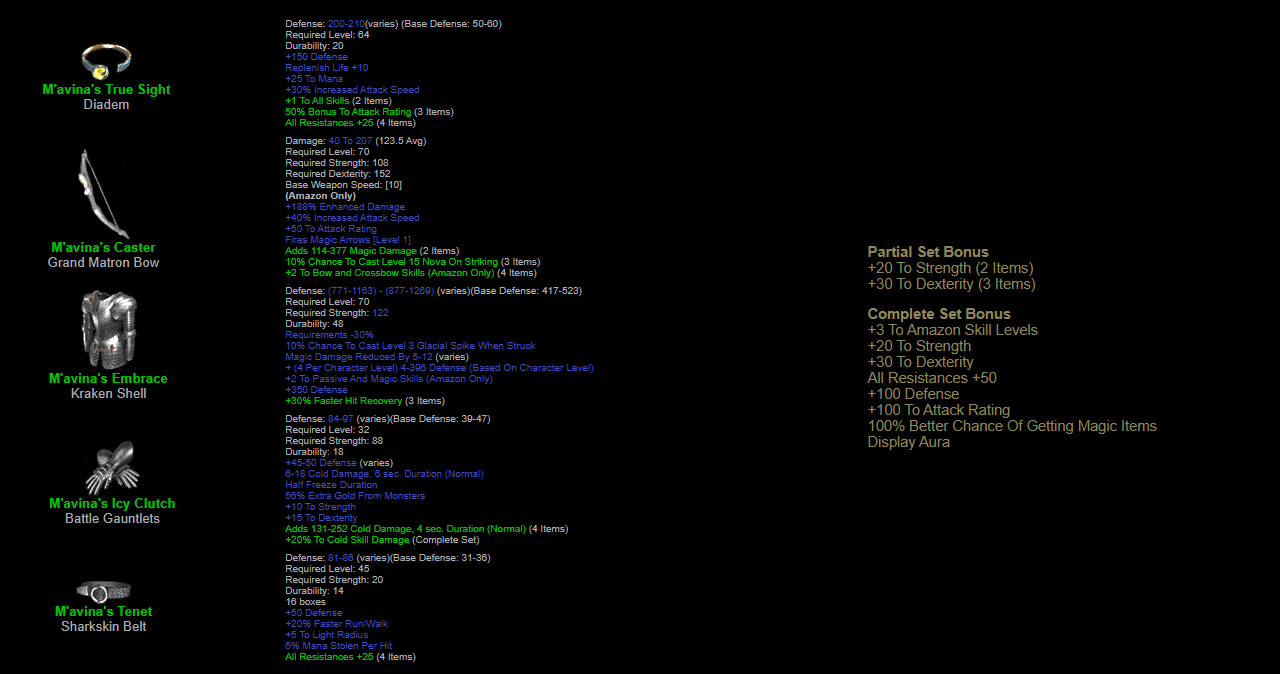 M'avina's True Sight
Diadem
Defense: 200-210(varies) (Base Defense: 50-60)
Required Level: 64
Durability: 20
+150 Defense
Replenish Life +10
+25 To Mana
+30% Increased Attack Speed
+1 To All Skills (2 Items)
50% Bonus To Attack Rating (3 Items)
All Resistances +25 (4 Items)
M'avina's Caster
Grand Matron Bow
Damage: 40 To 207 (123.5 Avg)
Required Level: 70
Required Strength: 108
Required Dexterity: 152
Base Weapon Speed: [10]
(Amazon Only)
+188% Enhanced Damage
+40% Increased Attack Speed
+50 To Attack Rating
Fires Magic Arrows [Level 1]
Adds 114-377 Magic Damage (2 Items)
10% Chance To Cast Level 15 Nova On Striking (3 Items)
+2 To Bow and Crossbow Skills (Amazon Only) (4 Items)
M'avina's Embrace
Kraken Shell
Defense: (771-1163) - (877-1269) (varies)(Base Defense: 417-523)
Required Level: 70
Required Strength: 122
Durability: 48
Requirements -30%
10% Chance To Cast Level 3 Glacial Spike When Struck
Magic Damage Reduced By 5-12 (varies)
+ (4 Per Character Level) 4-396 Defense (Based On Character Level)
+2 To Passive And Magic Skills (Amazon Only)
+350 Defense
+30% Faster Hit Recovery (3 Items)
M'avina's Icy Clutch
Battle Gauntlets
Defense: 84-97 (varies)(Base Defense: 39-47)
Required Level: 32
Required Strength: 88
Durability: 18
+45-50 Defense (varies)
6-18 Cold Damage, 6 sec. Duration (Normal)
Half Freeze Duration
56% Extra Gold From Monsters
+10 To Strength
+15 To Dexterity
Adds 131-252 Cold Damage, 4 sec. Duration (Normal) (4 Items)
+20% To Cold Skill Damage (Complete Set)
M'avina's Tenet
Sharkskin Belt
Defense: 81-86 (varies)(Base Defense: 31-36)
Required Level: 45
Required Strength: 20
Durability: 14
16 boxes
+50 Defense
+20% Faster Run/Walk
+5 To Light Radius
5% Mana Stolen Per Hit
All Resistances +25 (4 Items)
Partial Set Bonus
+20 To Strength (2 Items)
+30 To Dexterity (3 Items)
Complete Set Bonus
+3 To Amazon Skill Levels
+20 To Strength
+30 To Dexterity
All Resistances +50
+100 Defense
+100 To Attack Rating
100% Better Chance Of Getting Magic Items
Display Aura